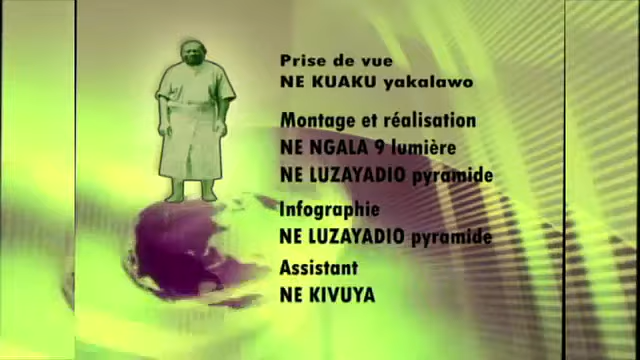 Prise de vue
NE KUAKU yakalawo
Montage et réalisation
NE NGALA 9 lumière
NE LUZAYADIO pyramide
Infographie
NE LUZAYADIO pyramide
Assistant
NE KIVUYA